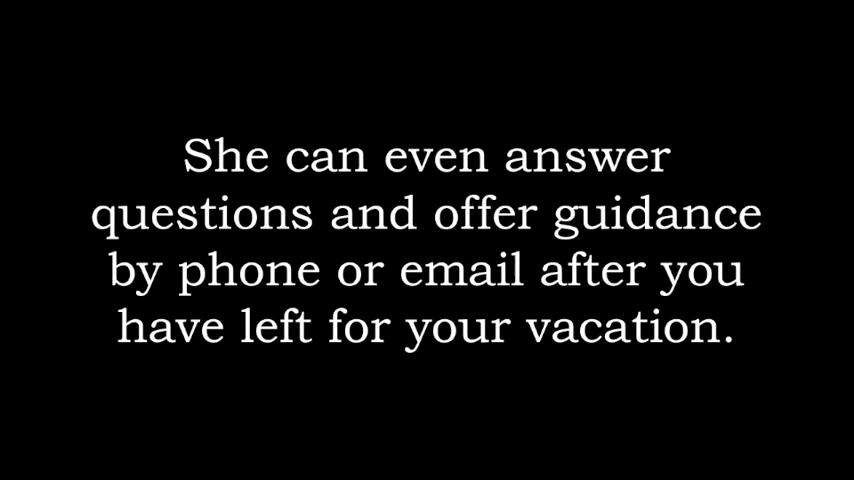 She can even answer
questions and offer guidance
by phone or email after you
have left for your vacation.